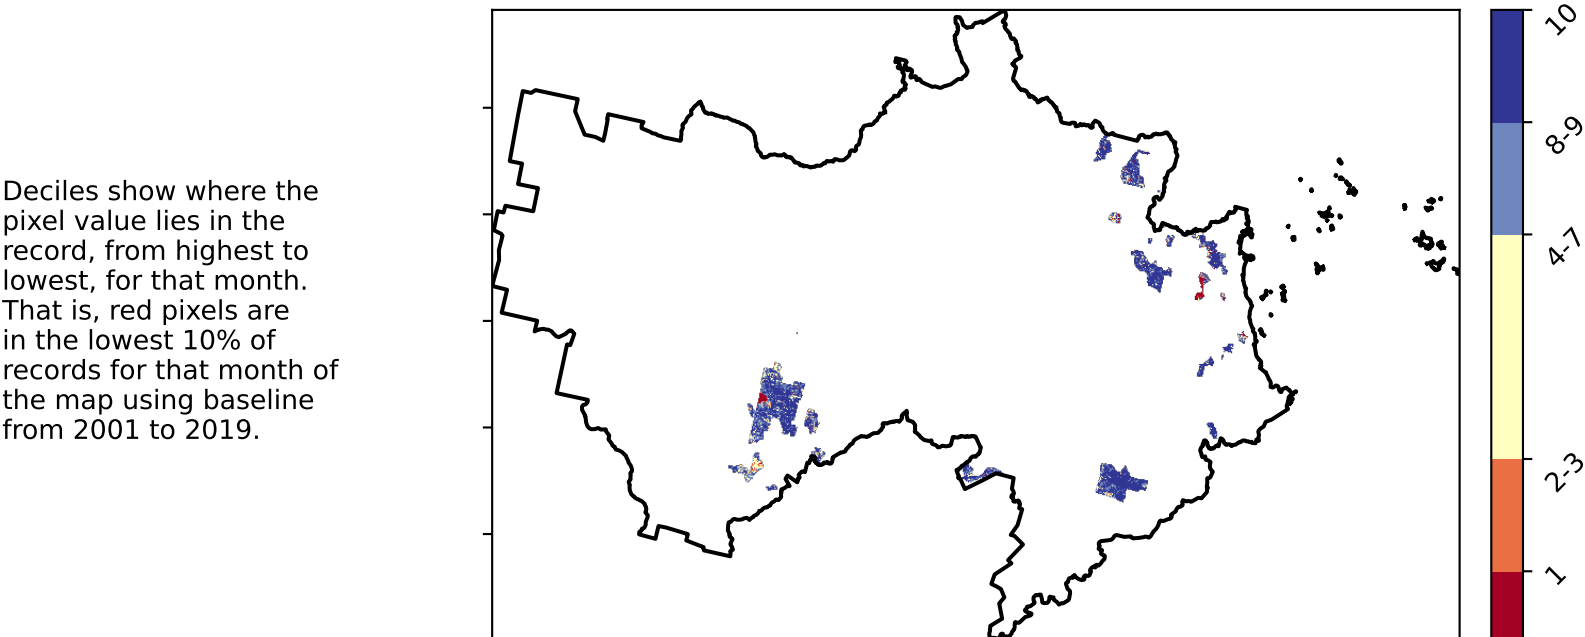 Deciles show where the
pixel value lies in the
record, from highest to
lowest, for that month.
That is, red pixels are
in the lowest 10% of
records for that month of
the map using baseline
from 2001 to 2019.
10
8-9
4-7
2-3
1